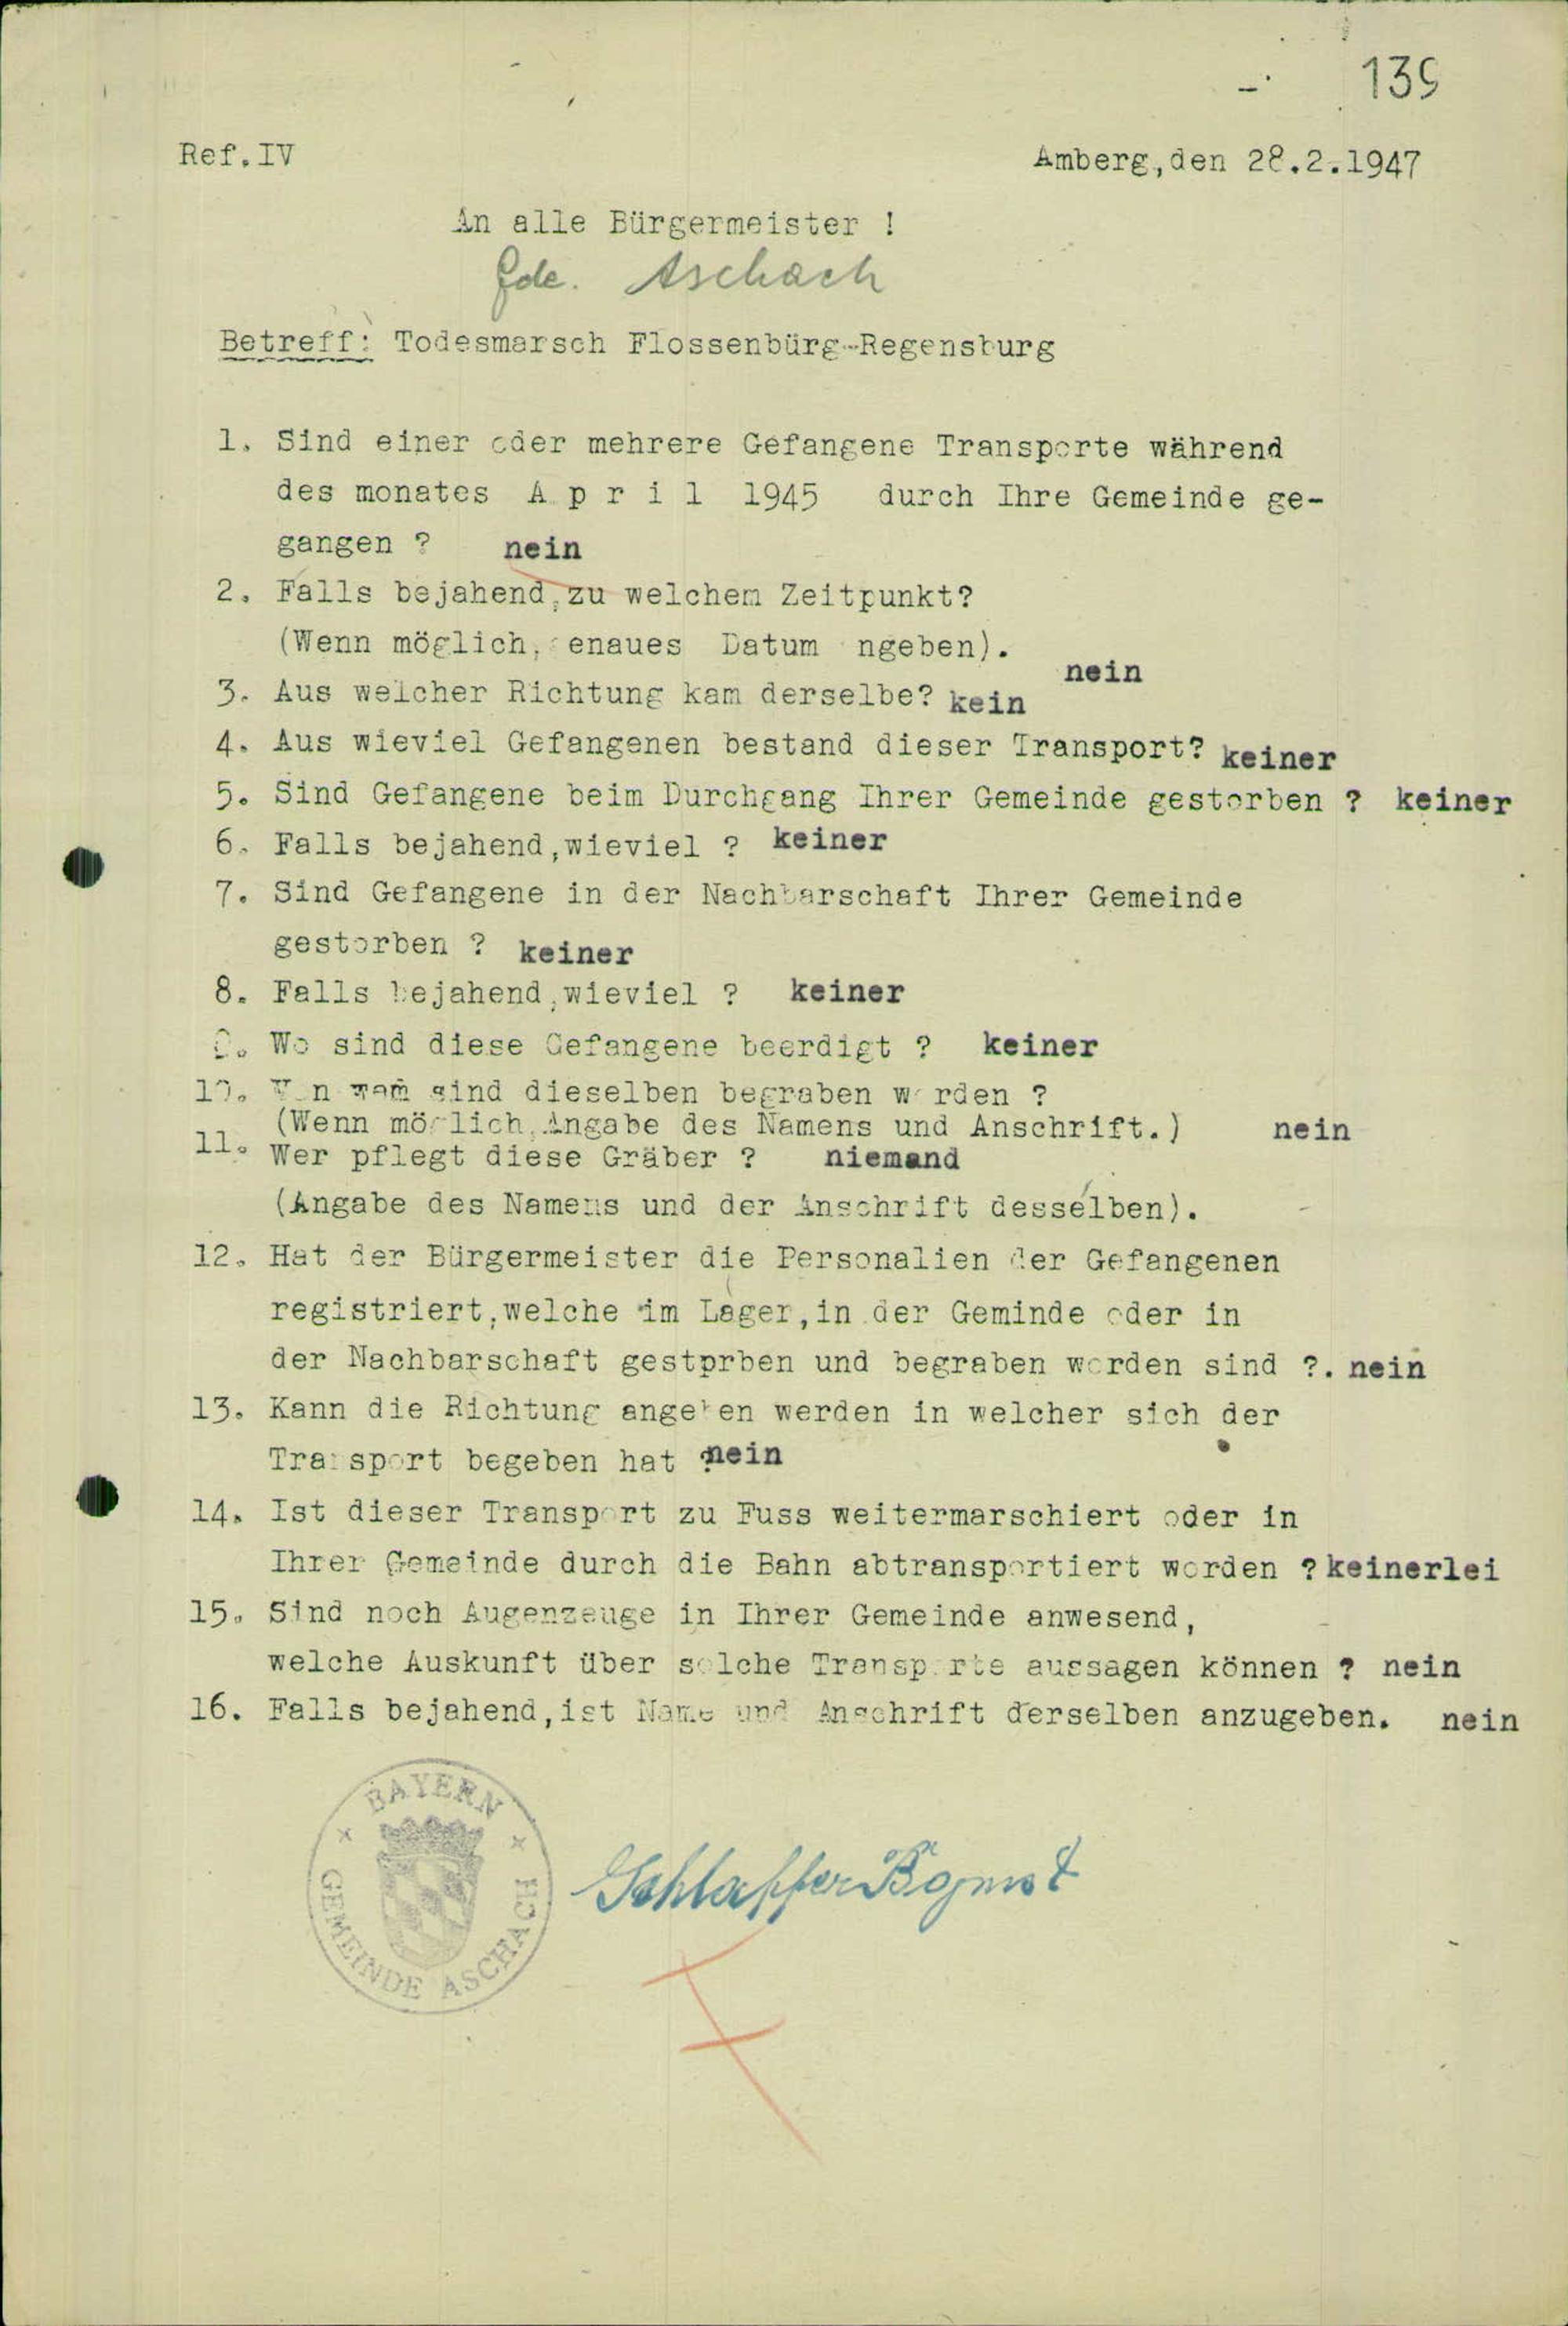 139
Ref.IV
Amberg,den 28.2.1947
An alle Bürgermeister !
Gde. Aschach
Betreff: Todesmarsch Flossenbürg-Regensburg
1. Sind einer oder mehrere Gefangene Transporte während
des monates A p r i l 1945 durch Ihre Gemeinde ge-
gangen ? nein
2. Falls bejahend,zu welchem Zeitpunkt?
(Wenn möglich, genaues Datum angeben).
nein
3. Aus welcher Richtung kam derselbe? kein
4. Aus wieviel Gefangenen bestand dieser Transport? keiner
5. Sind Gefangene beim Durchgang Ihrer Gemeinde gestorben ? keiner
6. Falls bejahend,wieviel ? keiner
7. Sind Gefangene in der Nachbarschaft Ihrer Gemeinde
gestorben ? keiner
8. Falls bejahend,wieviel ? keiner
9. Wo sind diese Gefangene beerdigt ? keiner
10. Von wem sind dieselben begraben worden ?
(Wenn möglich,Angabe des Namens und Anschrift.) nein
11. Wer pflegt diese Gräber ? niemand
(Angabe des Namens und der Anschrift desselben).
12. Hat der Bürgermeister die Personalien der Gefangenen
registriert,welche im Lager,in der Geminde oder in
der Nachbarschaft gestprben und begraben worden sind ?. nein
13. Kann die Richtung angeben werden in welcher sich der
Transport begeben hat ? nein
14. Ist dieser Transport zu Fuss weitermarschiert oder in
Ihrer Gemeinde durch die Bahn abtransportiert worden ? keinerlei
15. Sind noch Augenzeuge in Ihrer Gemeinde anwesend,
welche Auskunft über solche Transporte aussagen können ? nein
16. Falls bejahend,ist Name und Anschrift derselben anzugeben. nein
BAYERN
GEMEINDE ASCHACH